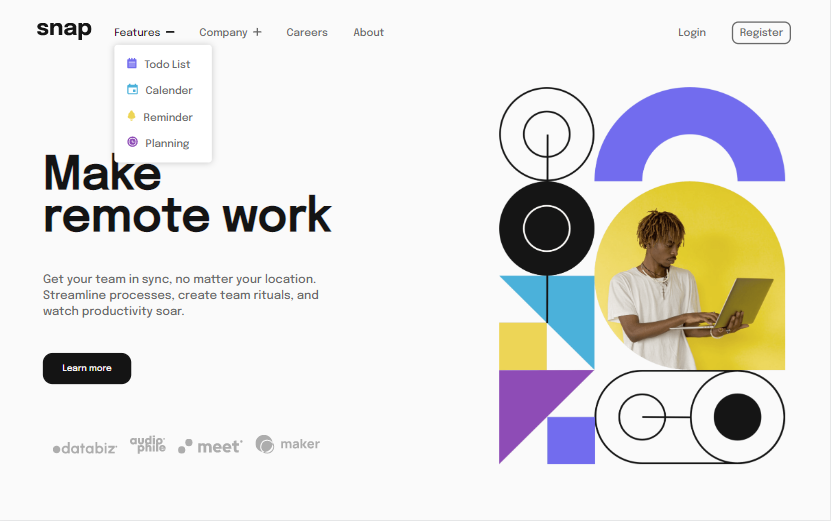 snap
Features
Company
Careers
About
Login
Register
Todo List
Calender
Reminder
Planning
Make
remote work
Get your team in sync, no matter your location.
Streamline processes, create team rituals, and
watch productivity soar.
Learn more
databiz
audiophile
meet
maker